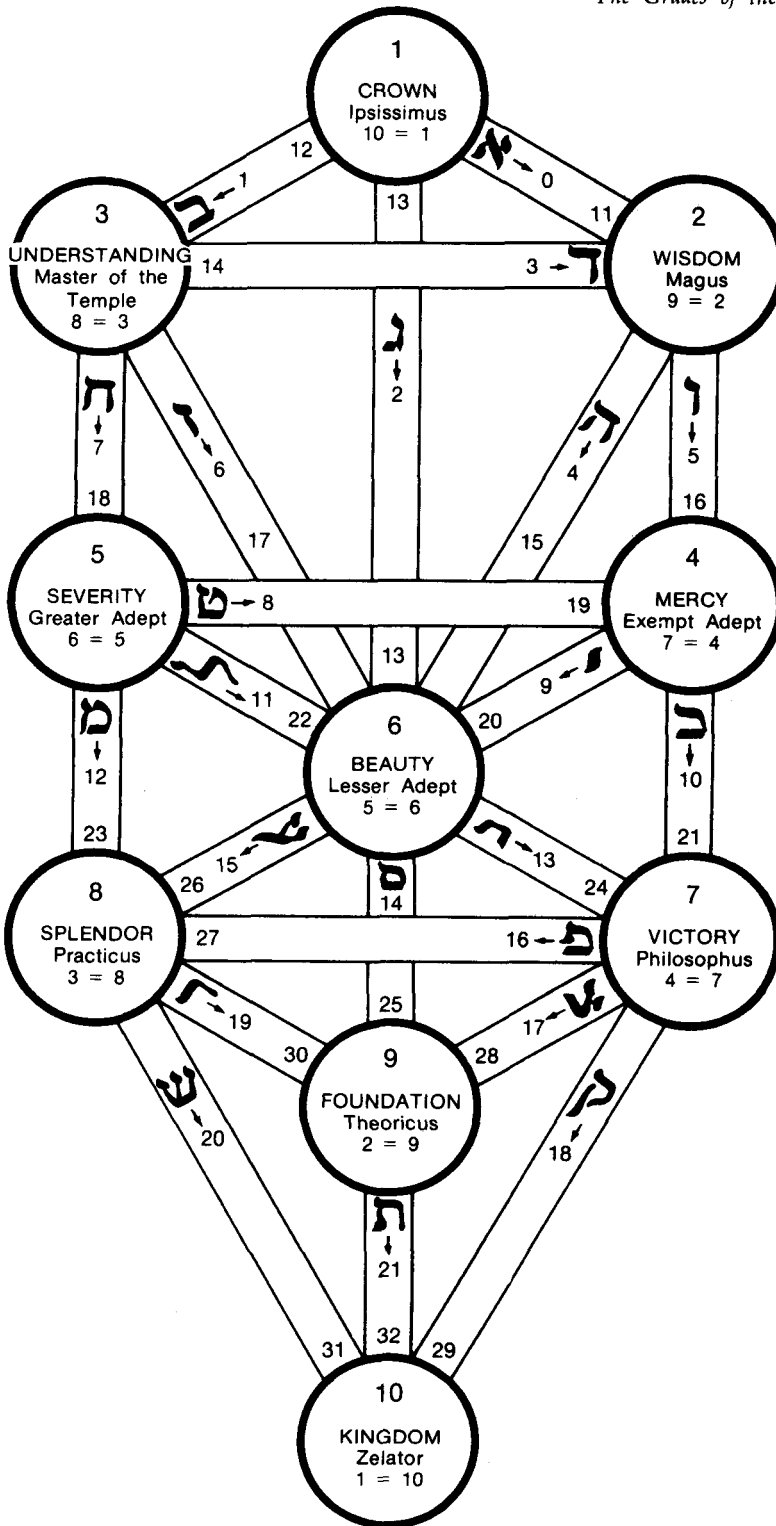 The Grades of the
1
CROWN
Ipsissimus
10 = 1
12
א → 0
ב ← 1
13
11
3
UNDERSTANDING
Master of the
Temple
8 = 3
2
WISDOM
Magus
9 = 2
14
3 → ד
ג
↓
2
ח
↓
7
18
ז
↘
6
17
ה
↙
4
15
ו
↓
5
16
5
SEVERITY
Greater Adept
6 = 5
4
MERCY
Exempt Adept
7 = 4
ט → 8
19
13
ל → 11
22
9 ← י
20
מ
↓
12
23
כ
↓
10
21
6
BEAUTY
Lesser Adept
5 = 6
15 ← ע
26
ס
14
נ → 13
24
8
SPLENDOR
Practicus
3 = 8
7
VICTORY
Philosophus
4 = 7
27
16 ← פ
25
ר → 19
30
17 ← צ
28
9
FOUNDATION
Theoricus
2 = 9
ש
↘
20
31
ת
↓
21
32
ק
↙
18
29
10
KINGDOM
Zelator
1 = 10